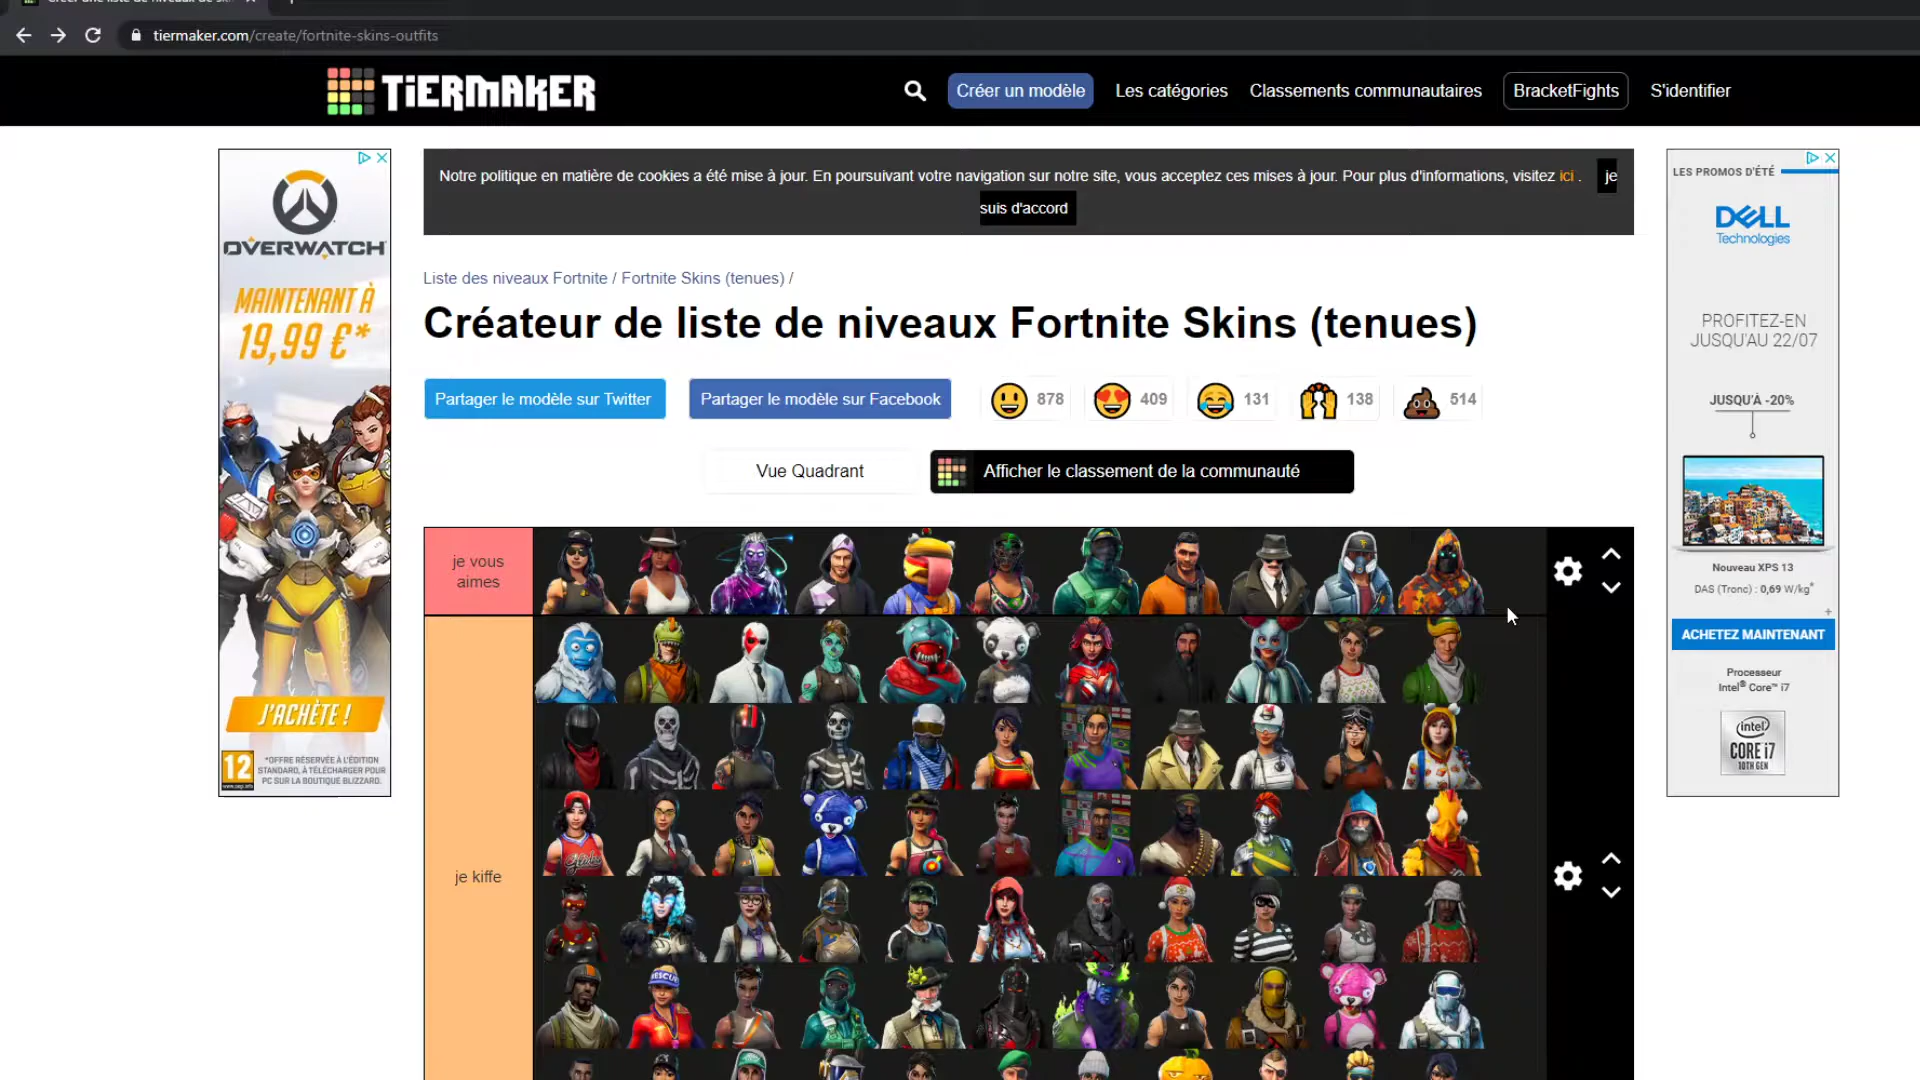 tiermaker.com/create/fortnite-skins-outfits
TiERMAKER
Créer un modèle
Les catégories
Classements communautaires
BracketFights
S'identifier
Notre politique en matière de cookies a été mise à jour. En poursuivant votre navigation sur notre site, vous acceptez ces mises à jour. Pour plus d'informations, visitez ici . je
suis d'accord
Liste des niveaux Fortnite / Fortnite Skins (tenues) /
Créateur de liste de niveaux Fortnite Skins (tenues)
Partager le modèle sur Twitter
Partager le modèle sur Facebook
878
409
131
138
514
Vue Quadrant
Afficher le classement de la communauté
je vous
aimes
je kiffe
OVERWATCH
MAINTENANT À
19,99 €*
J'ACHÈTE !
12
*OFFRE RÉSERVÉE À L'ÉDITION
STANDARD, À TÉLÉCHARGER POUR
PC SUR LA BOUTIQUE BLIZZARD.
LES PROMOS D'ÉTÉ
DELL
Technologies
PROFITEZ-EN
JUSQU'AU 22/07
JUSQU'À -20%
Nouveau XPS 13
DAS (Tronc) : 0,69 W/kg*
+
ACHETEZ MAINTENANT
Processeur
Intel® Core™ i7
intel
CORE i7
10TH GEN
RESCUE